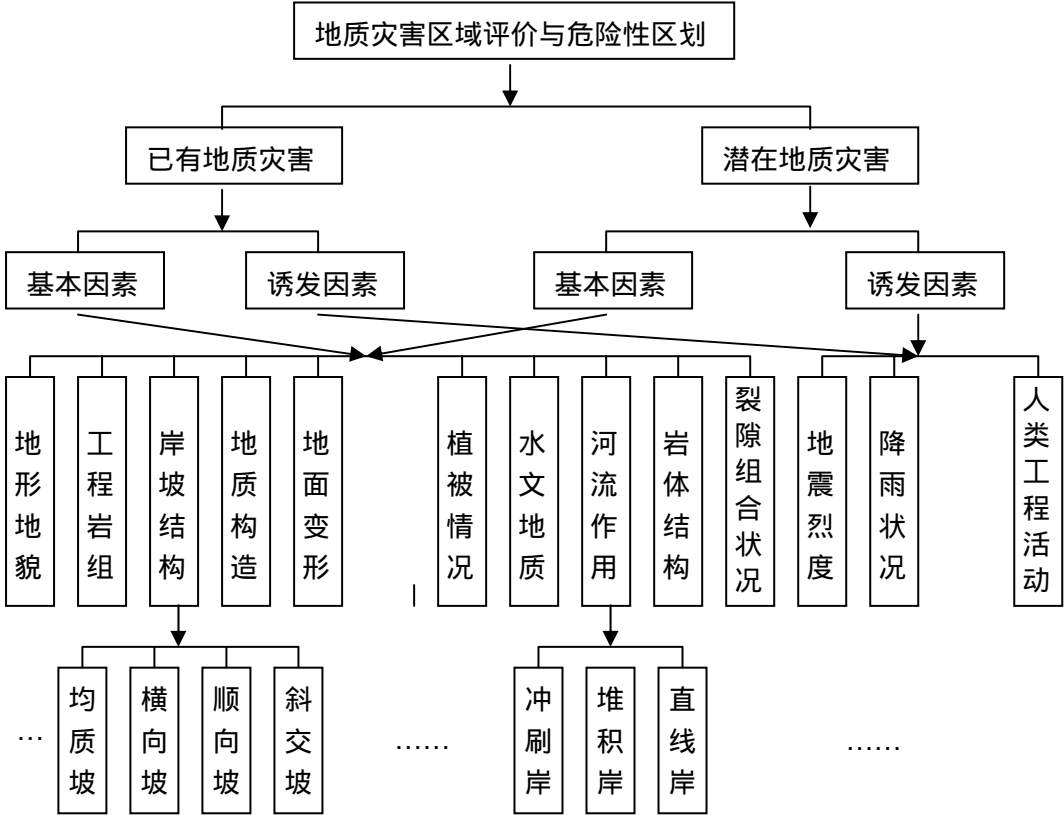 地质灾害区域评价与危险性区划
已有地质灾害
潜在地质灾害
基本因素
诱发因素
基本因素
诱发因素
地形地貌
工程岩组
岸坡结构
地质构造
地面变形
植被情况
水文地质
河流作用
岩体结构
裂隙组合状况
地震烈度
降雨状况
人类工程活动
…
均质坡
横向坡
顺向坡
斜交坡
……
冲刷岸
堆积岸
直线岸
……